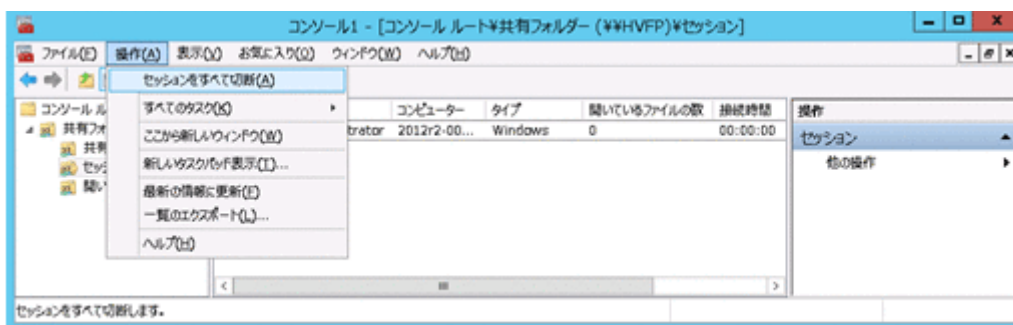 コンソール1 - [コンソール ルート¥共有フォルダー (¥¥HVFP)¥セッション]
ファイル(F) 操作(A) 表示(V) お気に入り(O) ウィンドウ(W) ヘルプ(H)
セッションをすべて切断(A)
すべてのタスク(K)
ここから新しいウィンドウ(W)
新しいタスクパッド表示(T)...
最新の情報に更新(F)
一覧のエクスポート(L)...
ヘルプ(H)
コンソール ル
共有フォ
共有
セッシ
開い
コンピューター タイプ 開いているファイルの数 接続時間
trator 2012r2-00... Windows 0 00:00:00
操作
セッション
他の操作
セッションをすべて切断します。